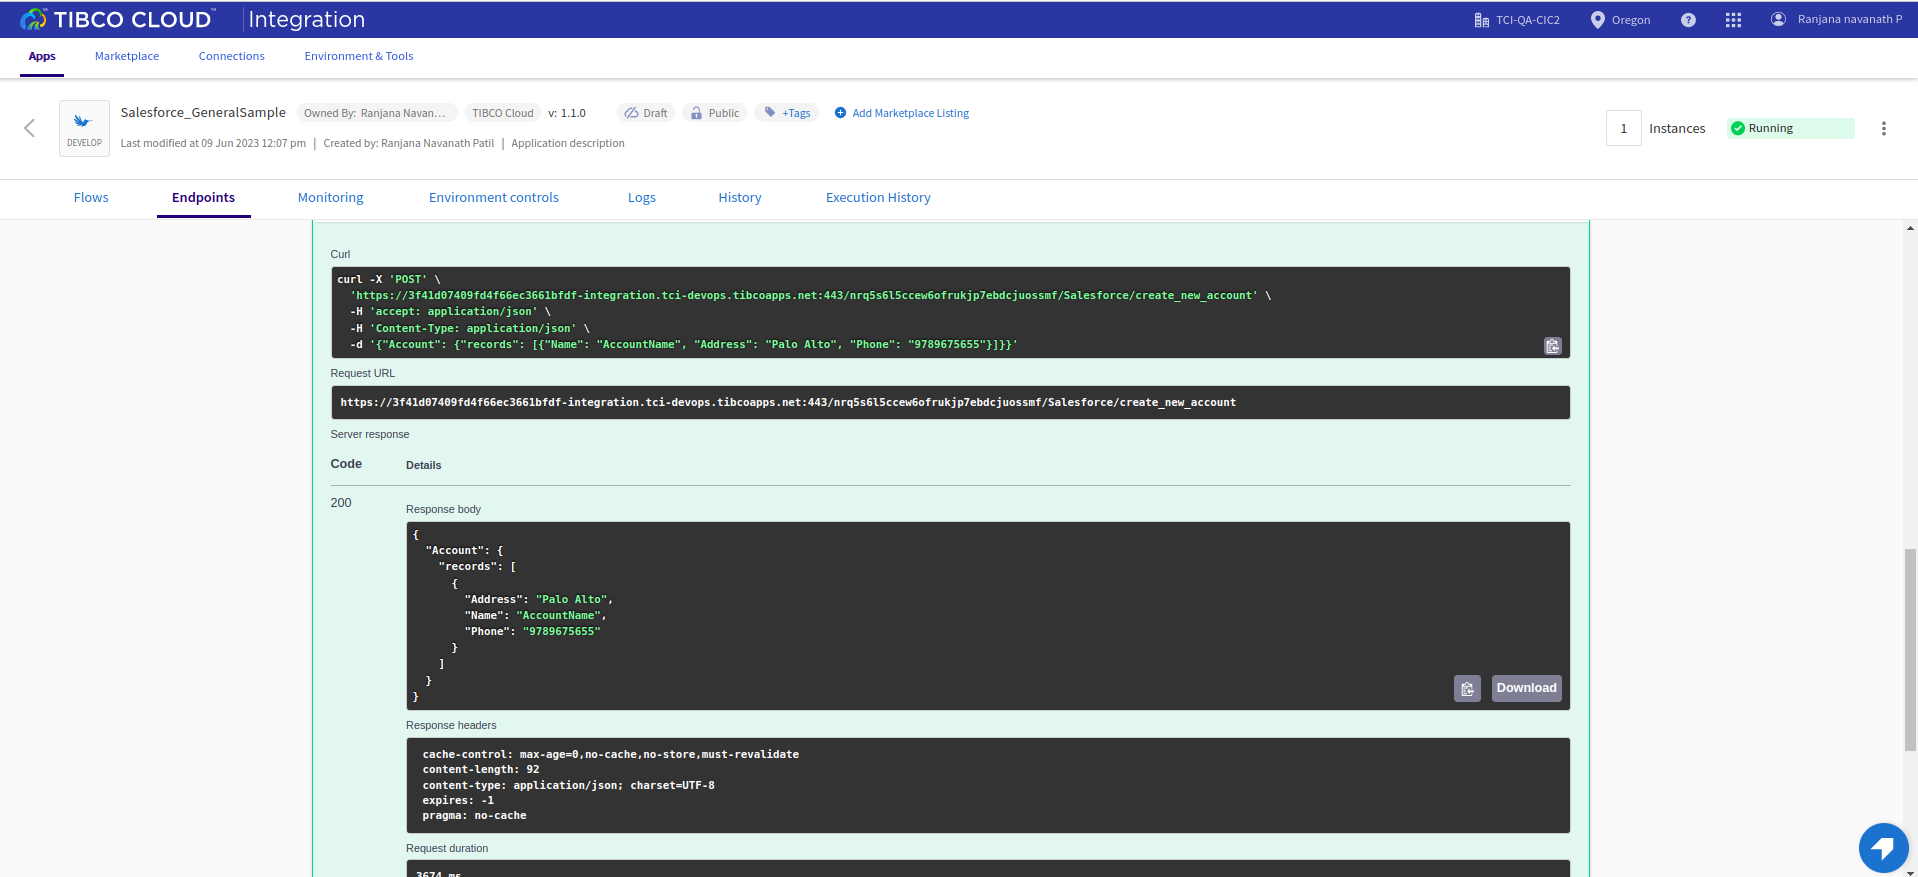 TIBCO CLOUD™ Integration
TCI-QA-CIC2 Oregon ? Ranjana navanath P
Apps Marketplace Connections Environment & Tools
DEVELOP
Salesforce_GeneralSample Owned By: Ranjana Navan... TIBCO Cloud v: 1.1.0 Draft Public +Tags Add Marketplace Listing
Last modified at 09 Jun 2023 12:07 pm | Created by: Ranjana Navanath Patil | Application description
1 Instances Running
Flows Endpoints Monitoring Environment controls Logs History Execution History
Curl
curl -X 'POST' \
'https://3f41d07409fd4f66ec3661bfdf-integration.tci-devops.tibcoapps.net:443/nrq5s6l5ccew6ofrukjp7ebdcjuossmf/Salesforce/create_new_account' \
-H 'accept: application/json' \
-H 'Content-Type: application/json' \
-d '{"Account": {"records": [{"Name": "AccountName", "Address": "Palo Alto", "Phone": "9789675655"}]}}'
Request URL
https://3f41d07409fd4f66ec3661bfdf-integration.tci-devops.tibcoapps.net:443/nrq5s6l5ccew6ofrukjp7ebdcjuossmf/Salesforce/create_new_account
Server response
Code Details
200
Response body
{
"Account": {
"records": [
{
"Address": "Palo Alto",
"Name": "AccountName",
"Phone": "9789675655"
}
]
}
}
Download
Response headers
cache-control: max-age=0,no-cache,no-store,must-revalidate
content-length: 92
content-type: application/json; charset=UTF-8
expires: -1
pragma: no-cache
Request duration
3674 ms